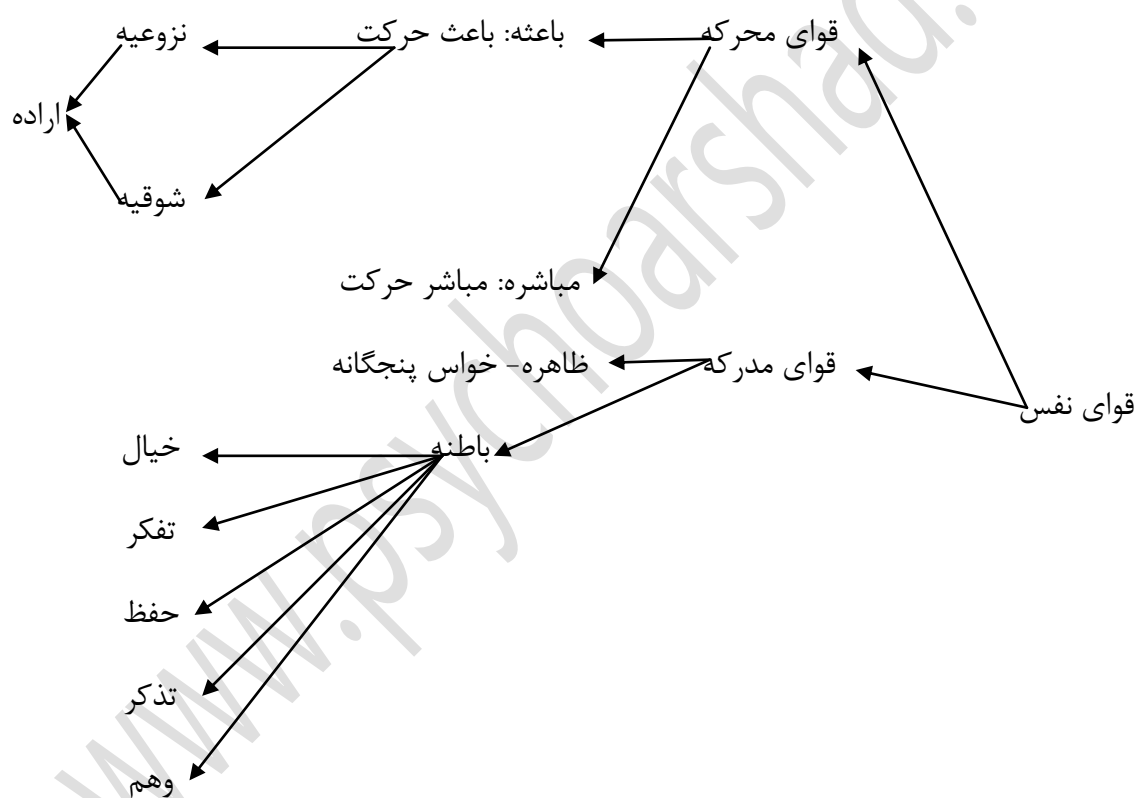 قوای محرکه باعثه: باعث حرکت نزوعیه
اراده
شوقیه
مباشره: مباشر حرکت
قوای مدرکه ظاهره- خواس پنجگانه
قوای نفس
باطنه خیال
تفکر
حفظ
تذکر
وهم
www.psychoarshad.